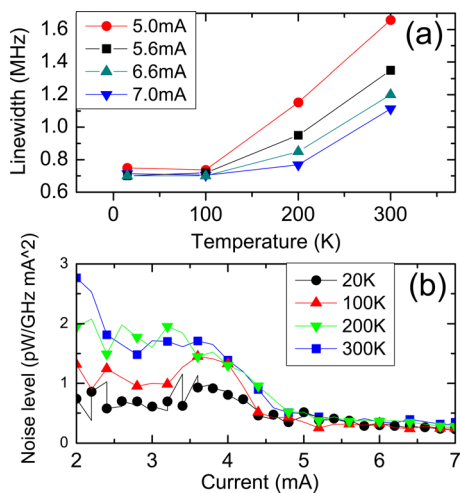 (a)
5.0mA
5.6mA
6.6mA
7.0mA
Linewidth (MHz)
1.6
1.4
1.2
1.0
0.8
0.6
0 100 200 300
Temperature (K)
(b)
20K
100K
200K
300K
Noise level (pW/GHz mA^2)
3
2
1
0
2 3 4 5 6 7
Current (mA)